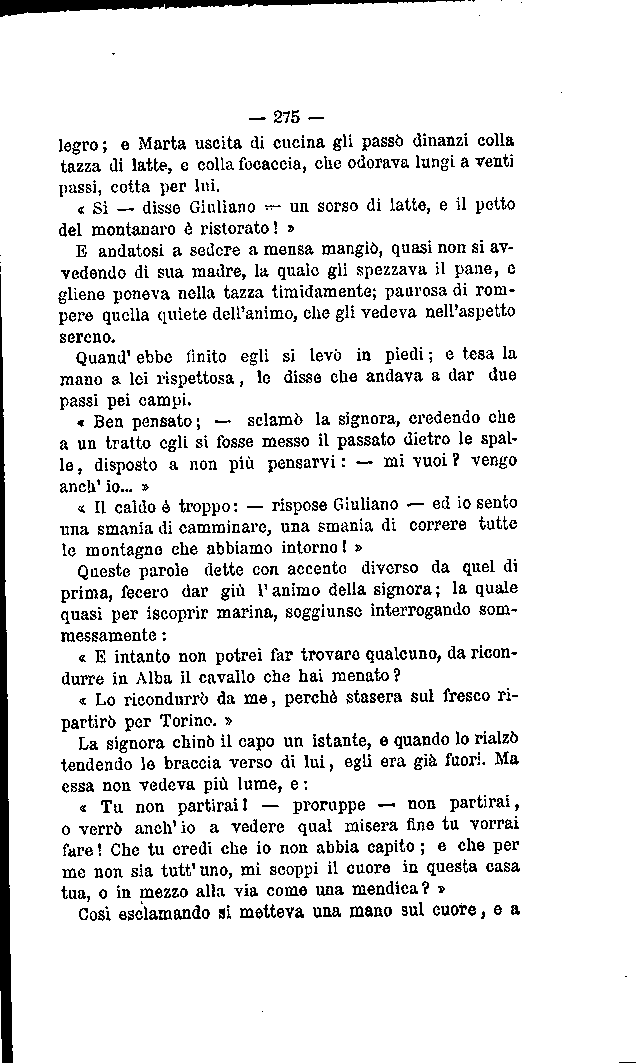 — 275 —
legro; e Marta uscita di cucina gli passò dinanzi colla
tazza di latte, e colla focaccia, che odorava lungi a venti
passi, cotta per lui.
« Sì — disse Giuliano — un sorso di latte, e il petto
del montanaro è ristorato! »
E andatosi a sedere a mensa mangiò, quasi non si av-
vedendo di sua madre, la quale gli spezzava il pane, e
gliene poneva nella tazza timidamente; paurosa di rom-
pere quella quiete dell'animo, che gli vedeva nell'aspetto
sereno.
Quand' ebbe finito egli si levò in piedi; e tesa la
mano a lei rispettosa, le disse che andava a dar due
passi pei campi.
« Ben pensato; — sclamò la signora, credendo che
a un tratto egli si fosse messo il passato dietro le spal-
le, disposto a non più pensarvi: — mi vuoi? vengo
anch' io... »
« Il caldo è troppo: — rispose Giuliano — ed io sento
una smania di camminare, una smania di correre tutte
le montagne che abbiamo intorno! »
Queste parole dette con accento diverso da quel di
prima, fecero dar giù l' animo della signora; la quale
quasi per iscoprir marina, soggiunse interrogando som-
messamente:
« E intanto non potrei far trovare qualcuno, da ricon-
durre in Alba il cavallo che hai menato?
« Lo ricondurrò da me, perchè stasera sul fresco ri-
partirò per Torino. »
La signora chinò il capo un istante, e quando lo rialzò
tendendo le braccia verso di lui, egli era già fuori. Ma
essa non vedeva più lume, e:
« Tu non partirai! — proruppe — non partirai,
o verrò anch' io a vedere qual misera fine tu vorrai
fare! Che tu credi che io non abbia capito; e che per
me non sia tutt' uno, mi scoppi il cuore in questa casa
tua, o in mezzo alla via come una mendica? »
Così esclamando si metteva una mano sul cuore, e a